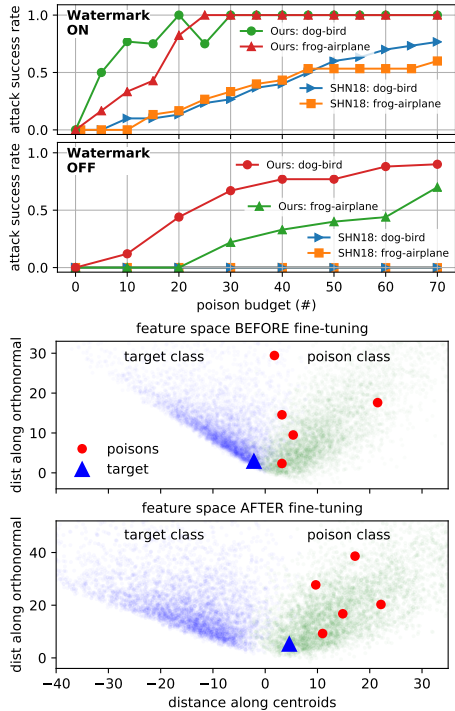 attack success rate
1.0
0.5
0.0
Watermark
ON
Ours: dog-bird
Ours: frog-airplane
SHN18: dog-bird
SHN18: frog-airplane
attack success rate
1.0
0.5
0.0
Watermark
OFF
Ours: dog-bird
Ours: frog-airplane
SHN18: dog-bird
SHN18: frog-airplane
0 10 20 30 40 50 60 70
poison budget (#)
feature space BEFORE fine-tuning
dist along orthonormal
30
20
10
0
target class poison class
poisons
target
feature space AFTER fine-tuning
dist along orthonormal
40
20
0
target class poison class
−40 −30 −20 −10 0 10 20 30
distance along centroids